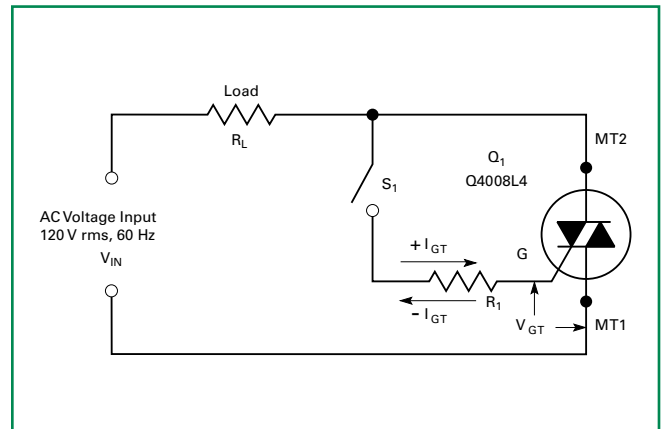 Load
R_L
MT2
Q_1
Q4008L4
S_1
AC Voltage Input
120 V rms, 60 Hz
V_IN
+ I_GT
G
R_1
− I_GT
V_GT
MT1